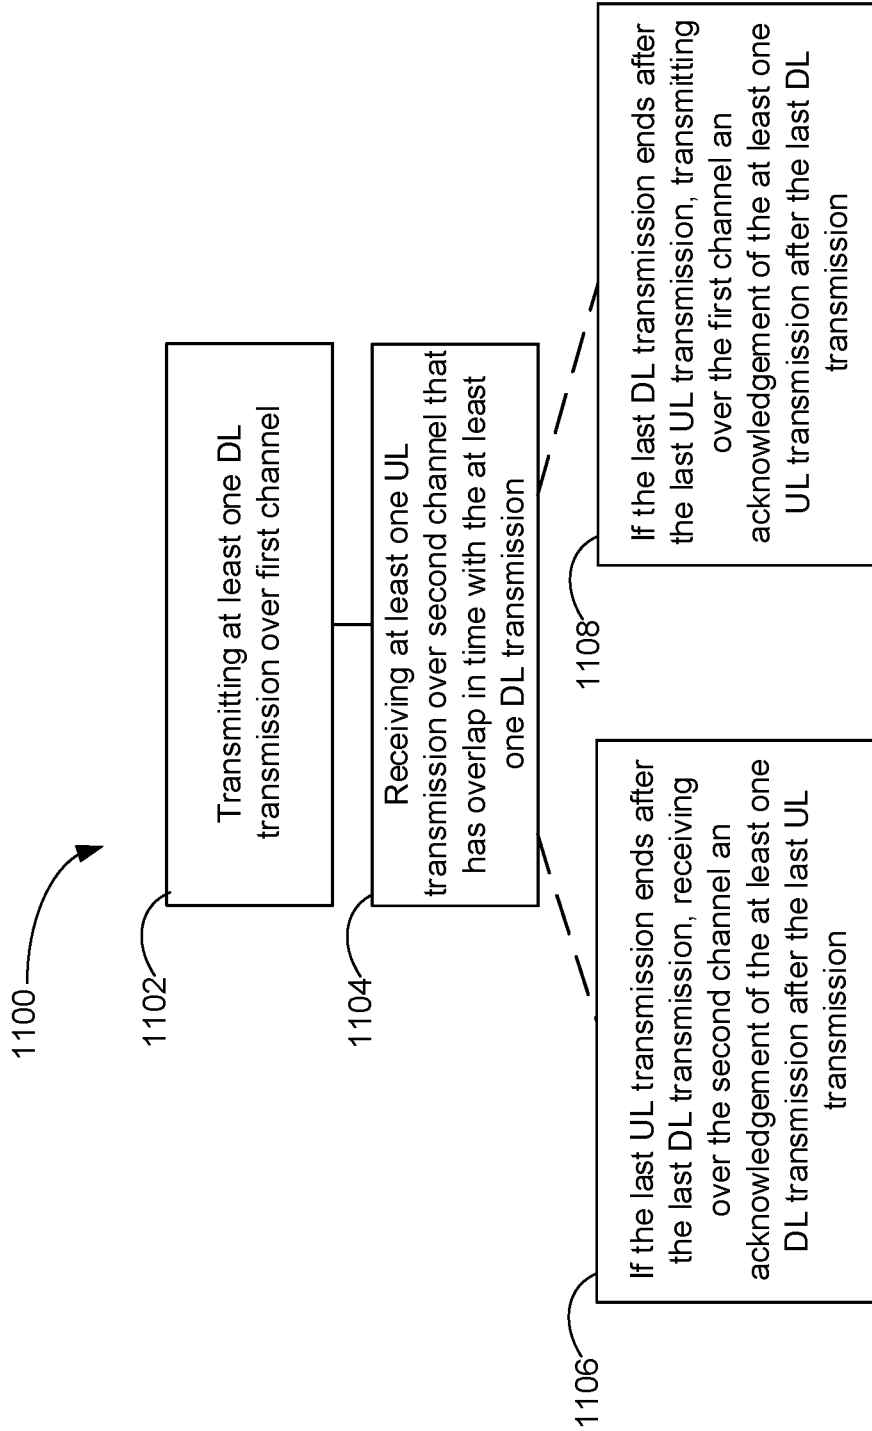 1100
1102
Transmitting at least one DL
transmission over first channel
1104
Receiving at least one UL
transmission over second channel that
has overlap in time with the at least
one DL transmission
1106
If the last UL transmission ends after
the last DL transmission, receiving
over the second channel an
acknowledgement of the at least one
DL transmission after the last UL
transmission
1108
If the last DL transmission ends after
the last UL transmission, transmitting
over the first channel an
acknowledgement of the at least one
UL transmission after the last DL
transmission